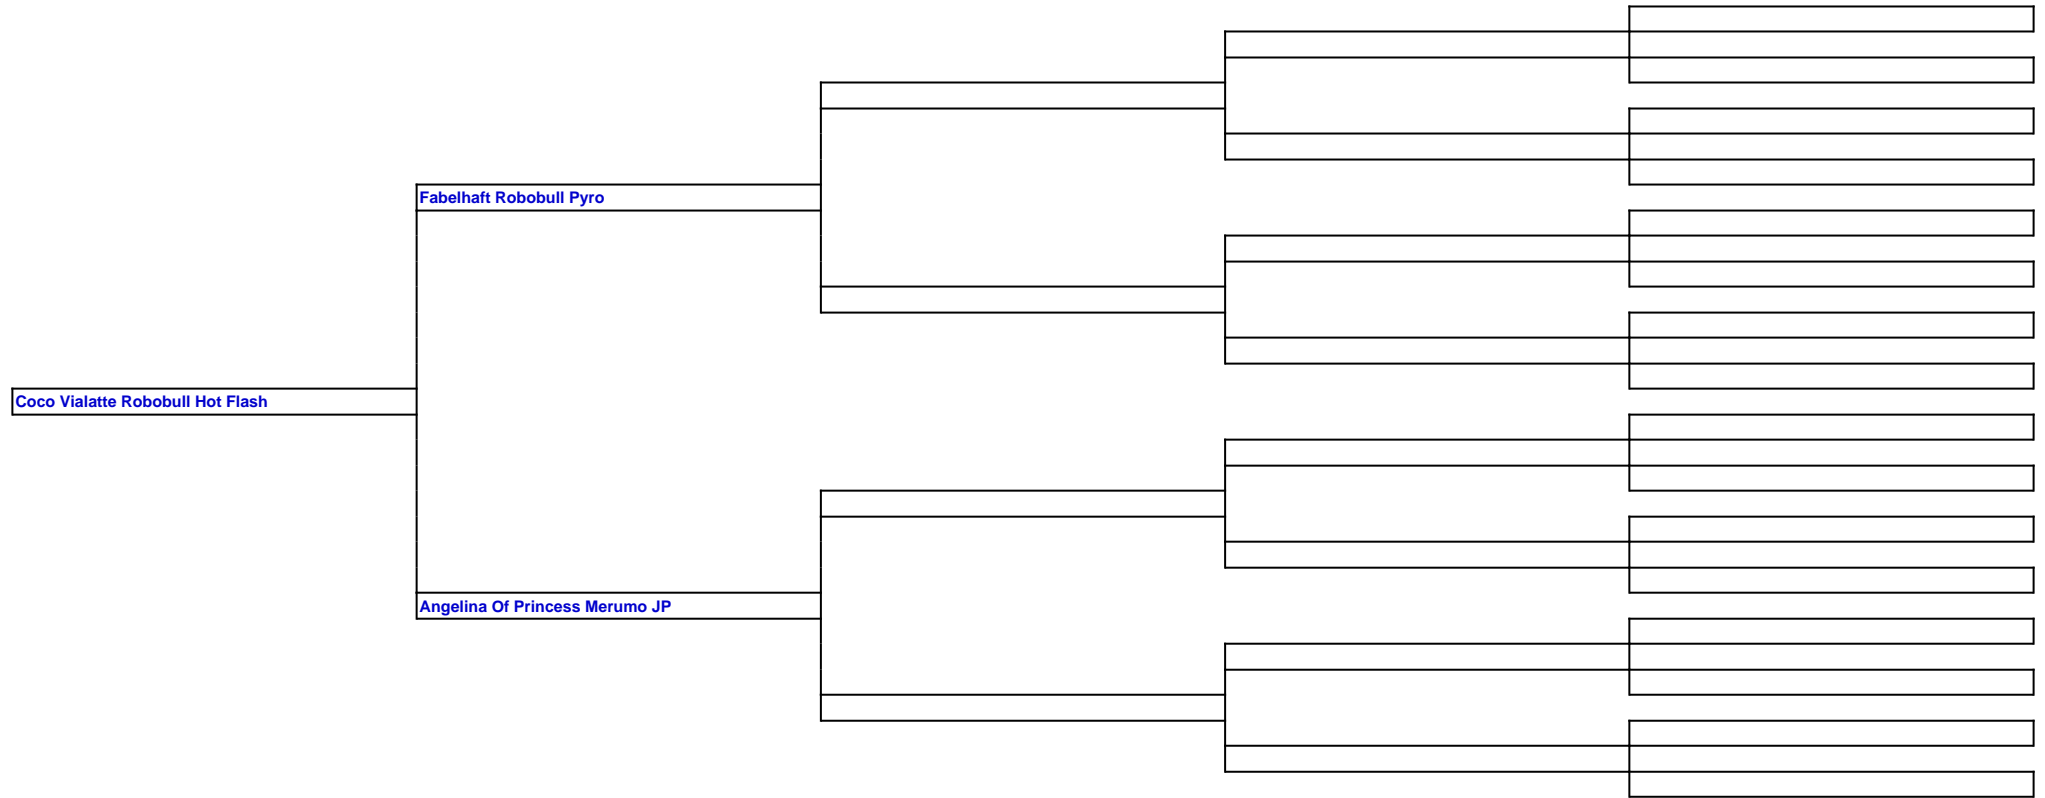 Fabelhaft Robobull Pyro
Coco Vialatte Robobull Hot Flash
Angelina Of Princess Merumo JP